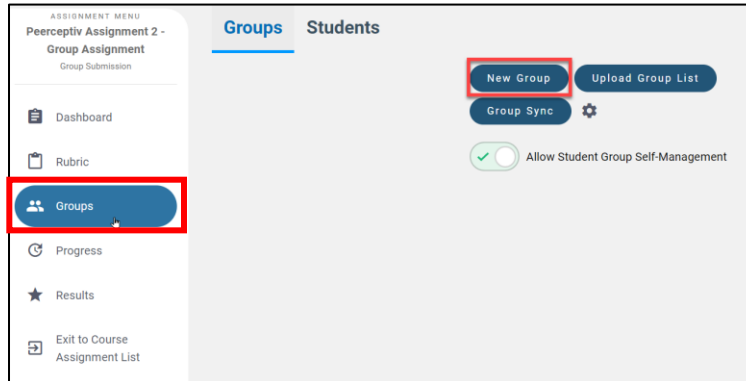 ASSIGNMENT MENU
Peerceptiv Assignment 2 -
Group Assignment
Group Submission
Dashboard
Rubric
Groups
Progress
Results
Exit to Course
Assignment List
Groups Students
New Group Upload Group List
Group Sync
Allow Student Group Self-Management